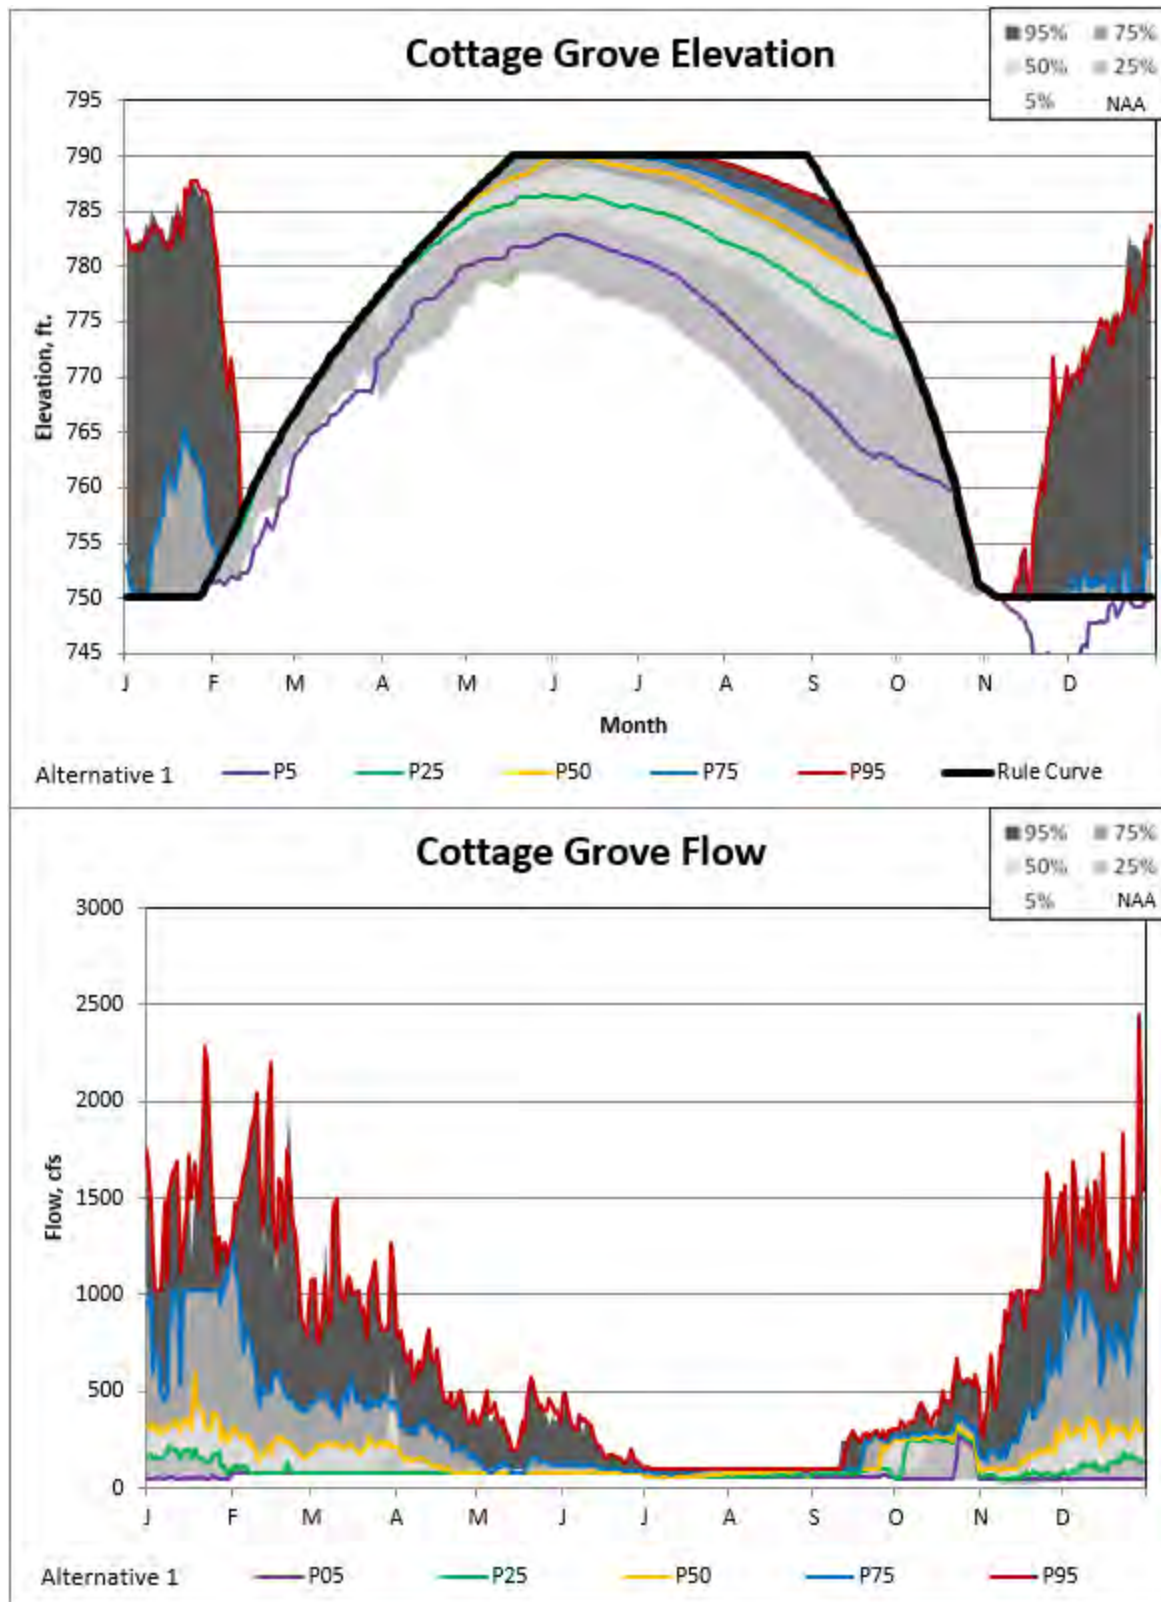 Cottage Grove Elevation
95% 75%
50% 25%
5% NAA
795
790
785
780
775
770
765
760
755
750
745
Elevation, ft.
J F M A M J J A S O N D
Month
Alternative 1 P5 P25 P50 P75 P95 Rule Curve
Cottage Grove Flow
95% 75%
50% 25%
5% NAA
3000
2500
2000
1500
1000
500
0
Flow, cfs
J F M A M J J A S O N D
Alternative 1 P05 P25 P50 P75 P95